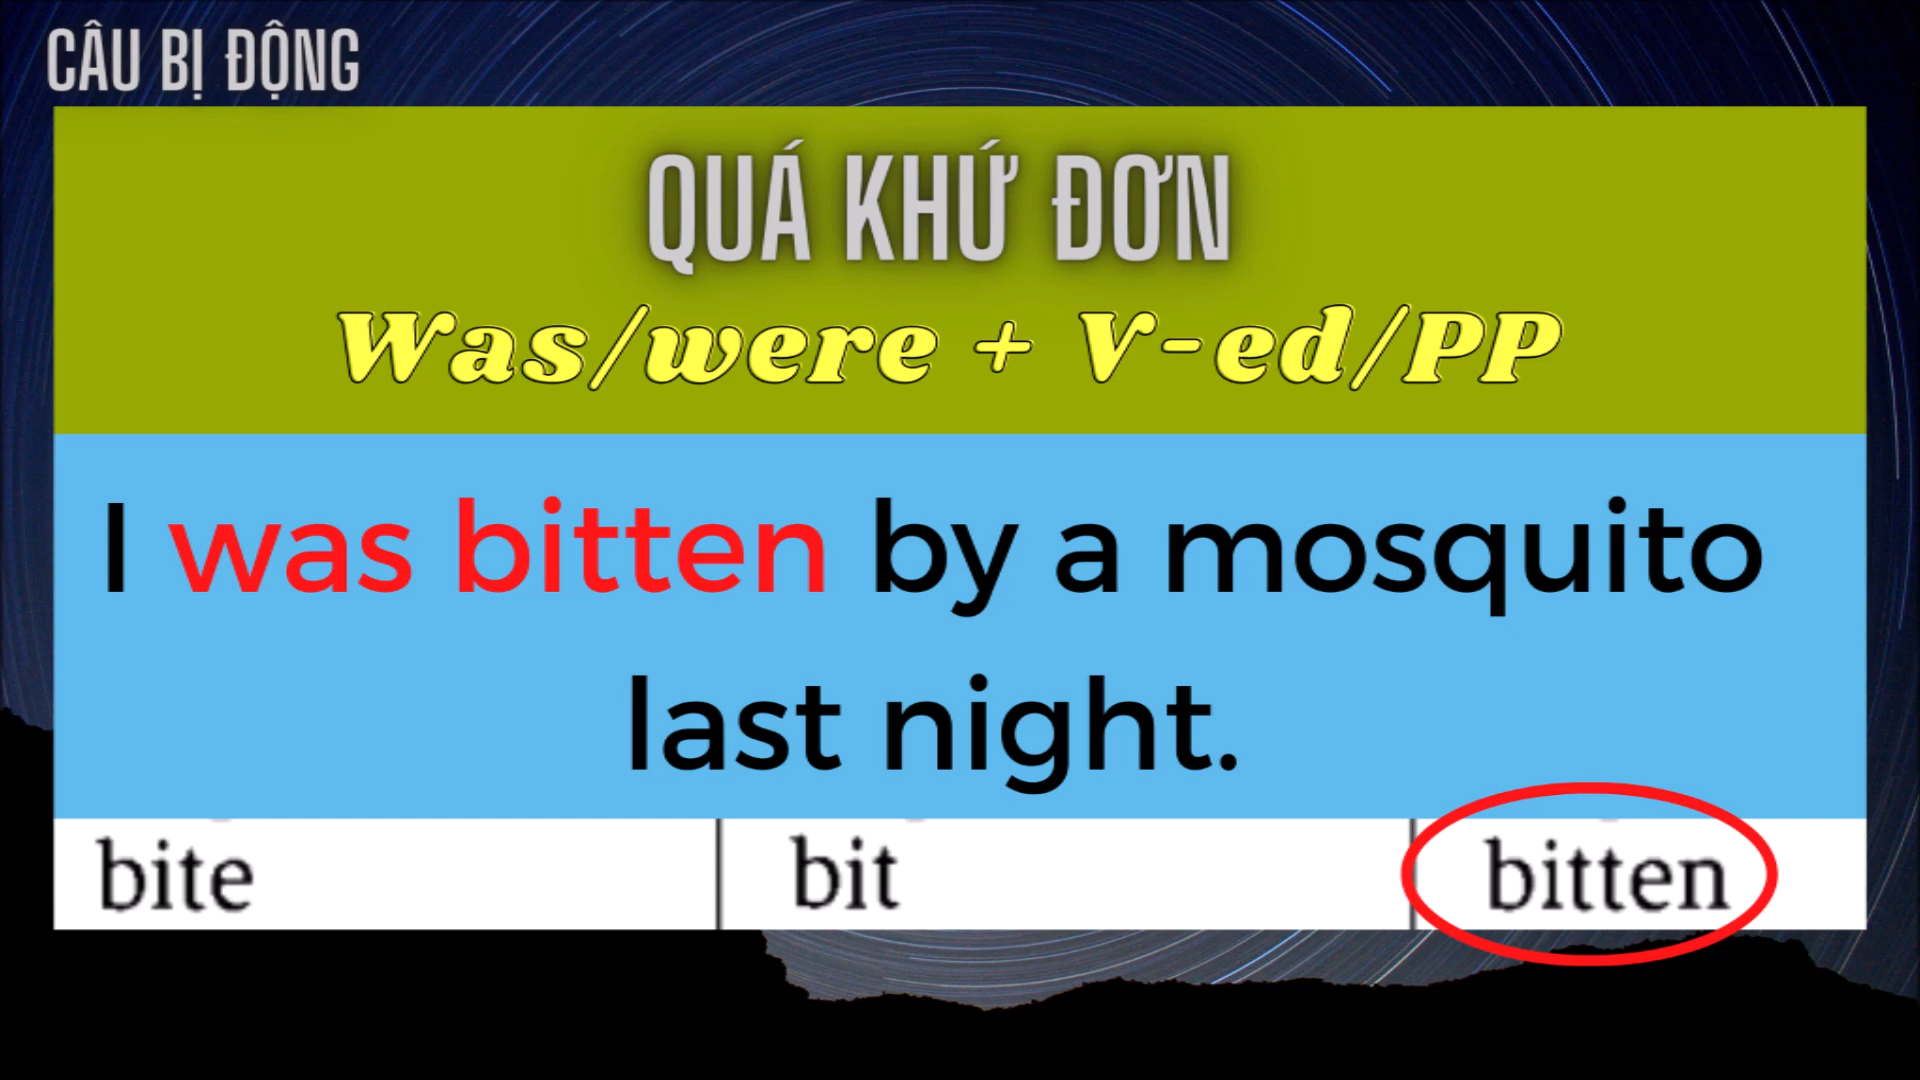 CÂU BỊ ĐỘNG
QUÁ KHỨ ĐƠN
Was/were + V-ed/PP
I was bitten by a mosquito
last night.
bite bit bitten